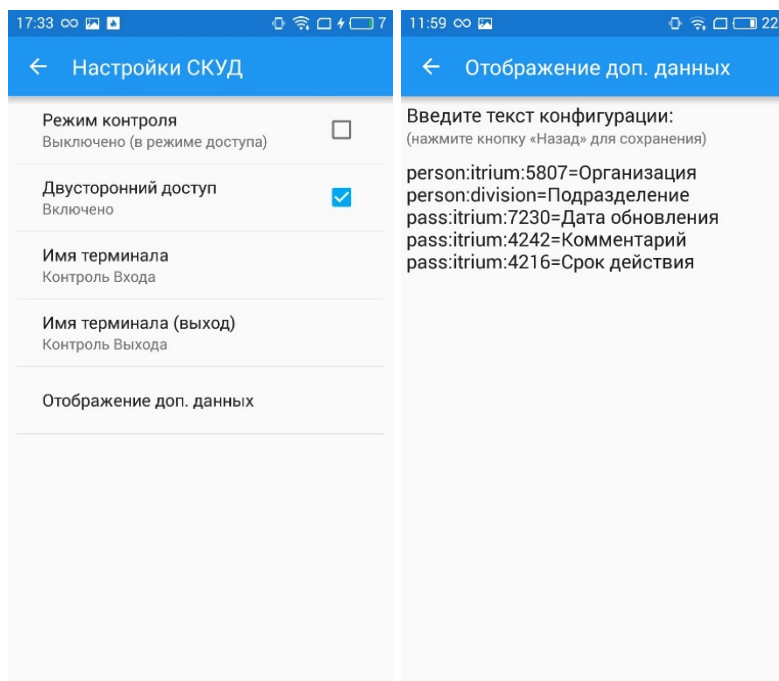 17:33
7
Настройки СКУД
Режим контроля
Выключено (в режиме доступа)
Двусторонний доступ
Включено
Имя терминала
Контроль Входа
Имя терминала (выход)
Контроль Выхода
Отображение доп. данных
11:59
22
Отображение доп. данных
Введите текст конфигурации:
(нажмите кнопку «Назад» для сохранения)
person:itrium:5807=Организация
person:division=Подразделение
pass:itrium:7230=Дата обновления
pass:itrium:4242=Комментарий
pass:itrium:4216=Срок действия